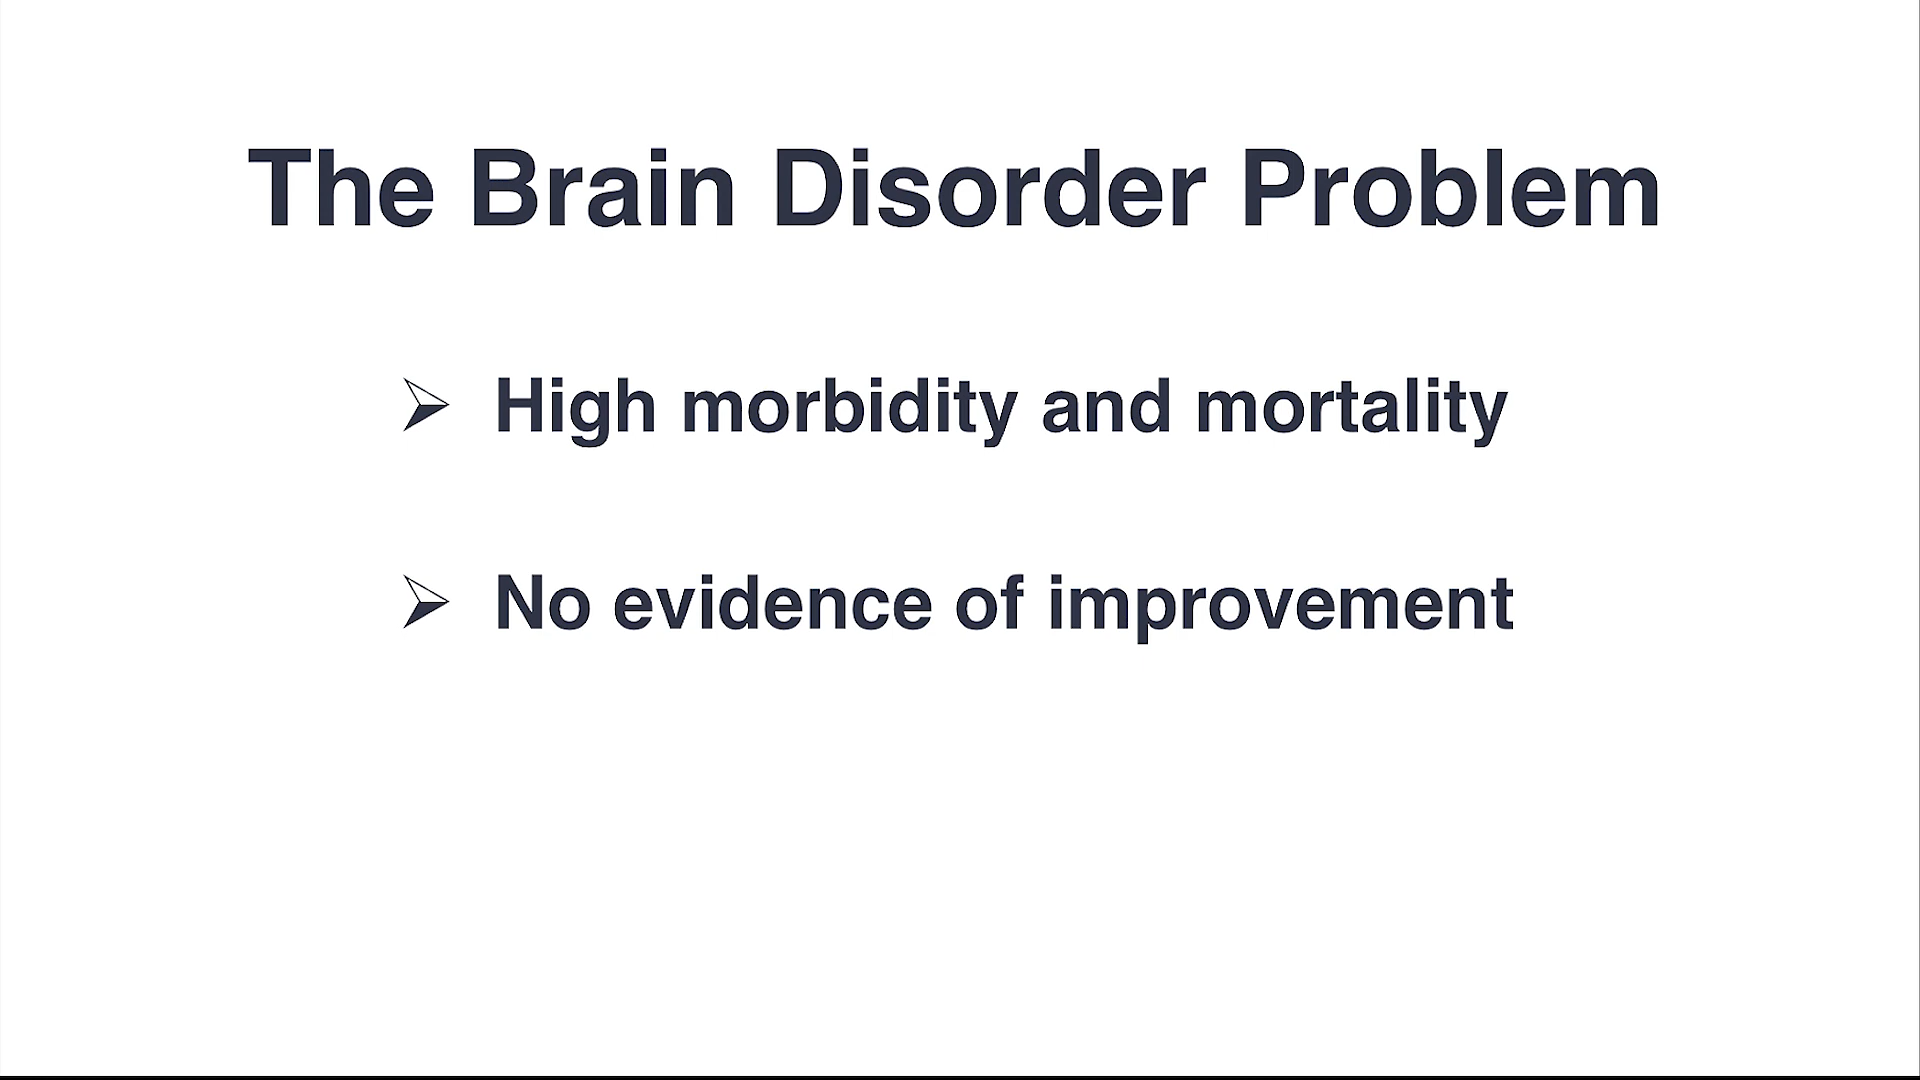 The Brain Disorder Problem
➢ High morbidity and mortality
➢ No evidence of improvement